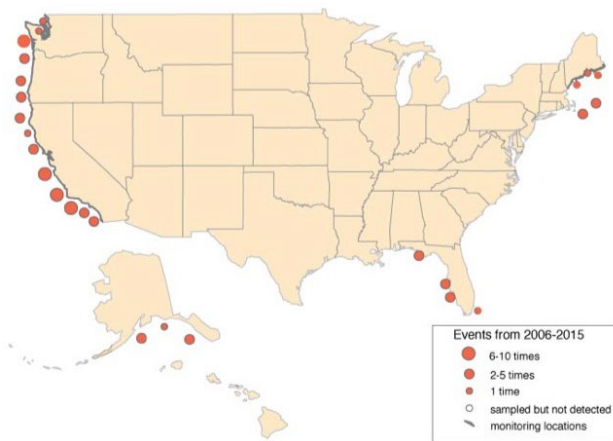 Events from 2006-2015
6-10 times
2-5 times
1 time
sampled but not detected
monitoring locations